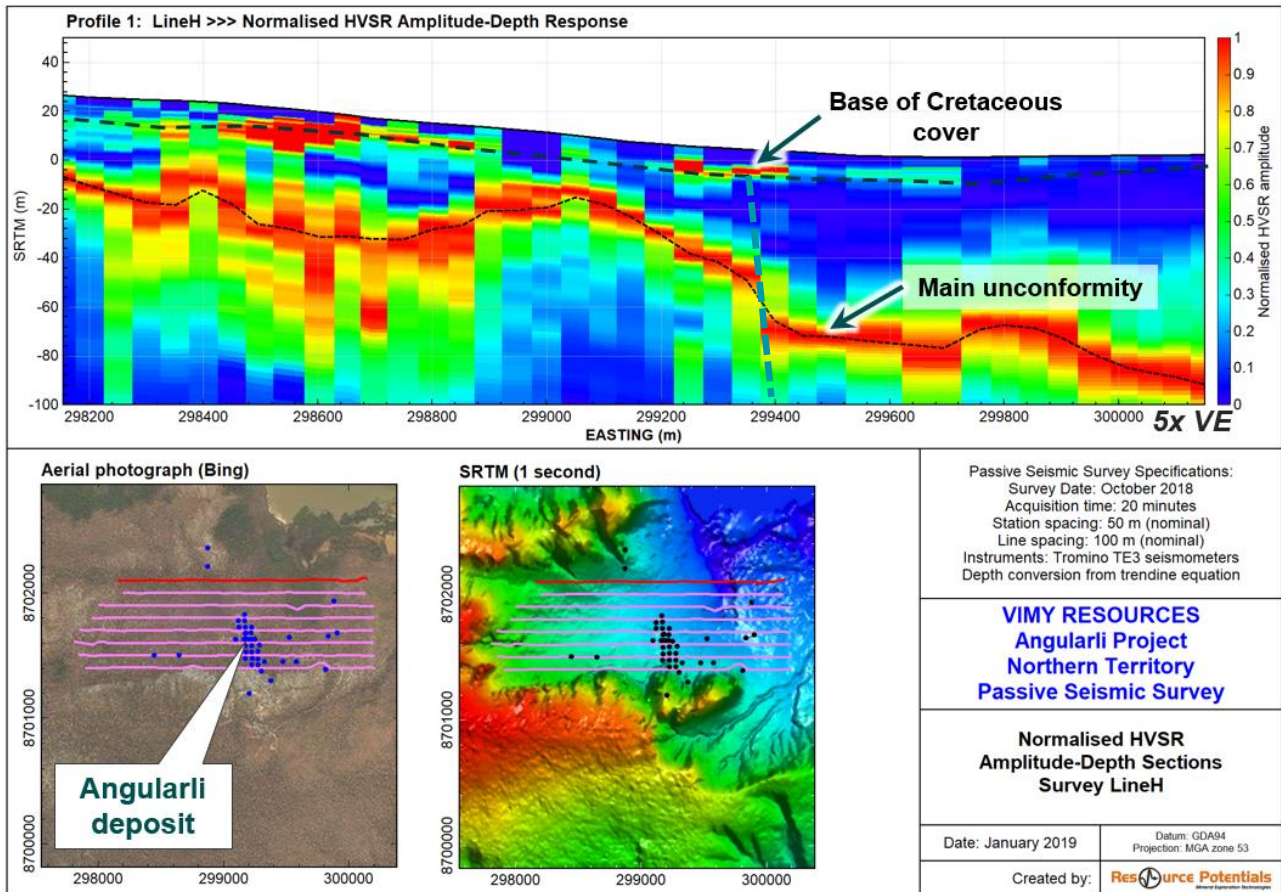 Profile 1: LineH >>> Normalised HVSR Amplitude-Depth Response
40
20
0
-20
-40
-60
-80
-100
SRTM (m)
298200
298400
298600
298800
299000
299200
299400
299600
299800
300000
EASTING (m)
5x VE
Base of Cretaceous
cover
Main unconformity
1
0.9
0.8
0.7
0.6
0.5
0.4
0.3
0.2
0.1
0
Normalised HVSR amplitude
Aerial photograph (Bing)
8702000
8701000
8700000
298000
299000
300000
Angularli
deposit
SRTM (1 second)
8702000
8701000
8700000
298000
299000
300000
Passive Seismic Survey Specifications:
Survey Date: October 2018
Acquisition time: 20 minutes
Station spacing: 50 m (nominal)
Line spacing: 100 m (nominal)
Instruments: Tromino TE3 seismometers
Depth conversion from trendine equation
VIMY RESOURCES
Angularli Project
Northern Territory
Passive Seismic Survey
Normalised HVSR
Amplitude-Depth Sections
Survey LineH
Date: January 2019
Datum: GDA94
Projection: MGA zone 53
Created by:
Resource Potentials
Mineral Exploration Technologies